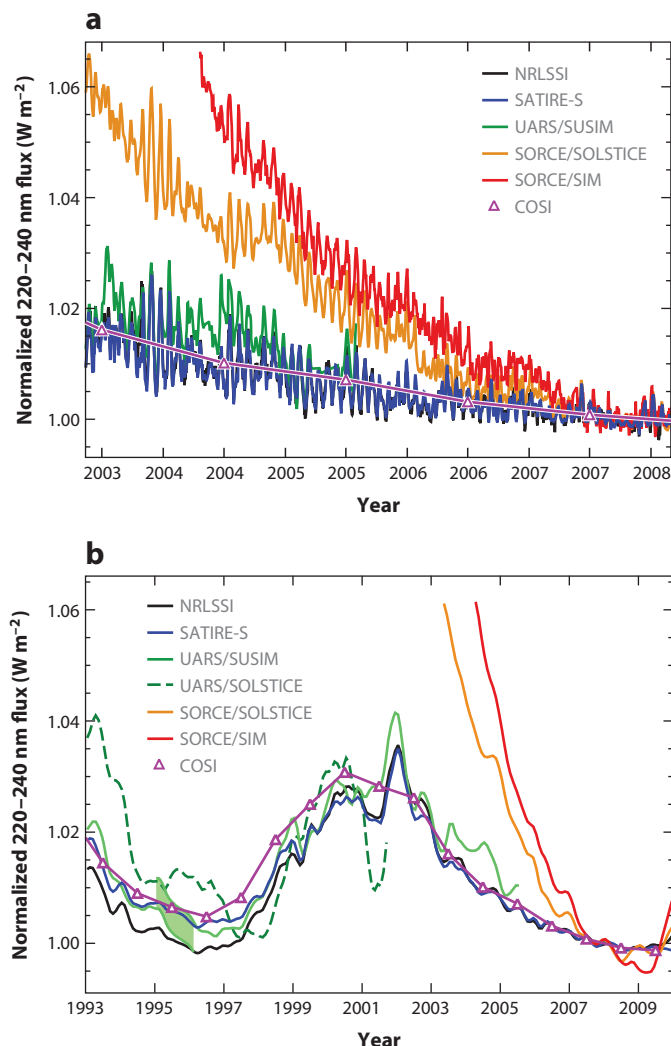 a
Normalized 220–240 nm flux (W m⁻²)
1.06
1.04
1.02
1.00
NRLSSI
SATIRE-S
UARS/SUSIM
SORCE/SOLSTICE
SORCE/SIM
COSI
2003 2004 2004 2005 2005 2006 2006 2007 2007 2008
Year
b
Normalized 220–240 nm flux (W m⁻²)
1.06
1.04
1.02
1.00
NRLSSI
SATIRE-S
UARS/SUSIM
UARS/SOLSTICE
SORCE/SOLSTICE
SORCE/SIM
COSI
1993 1995 1997 1999 2001 2003 2005 2007 2009
Year